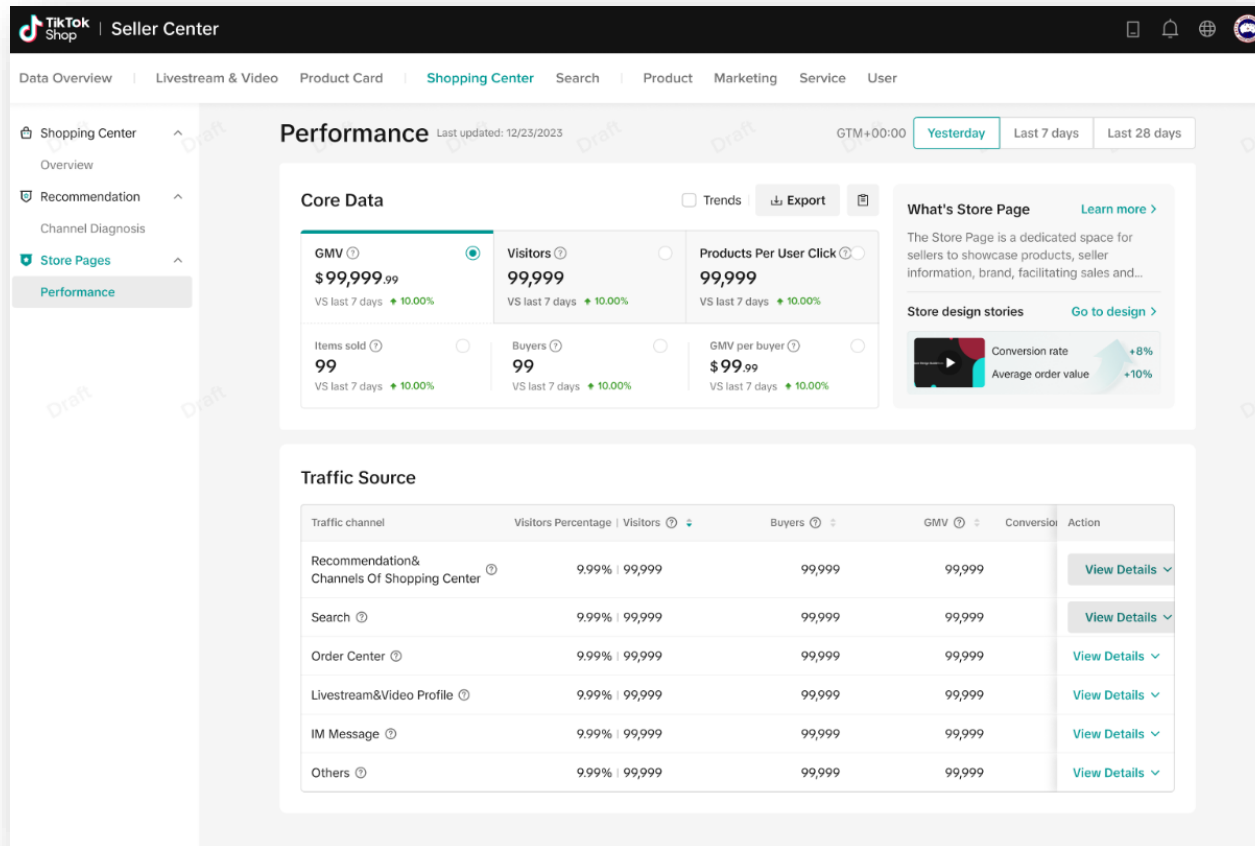 TikTok Shop | Seller Center
Data Overview | Livestream & Video Product Card | Shopping Center Search | Product Marketing Service User
Shopping Center
Overview
Recommendation
Channel Diagnosis
Store Pages
Performance
Performance Last updated: 12/23/2023 GTM+00:00 Yesterday Last 7 days Last 28 days
Core Data Trends Export
GMV
$99,999.99
VS last 7 days 10.00%
Visitors
99,999
VS last 7 days 10.00%
Products Per User Click
99,999
VS last 7 days 10.00%
Items sold
99
VS last 7 days 10.00%
Buyers
99
VS last 7 days 10.00%
GMV per buyer
$99.99
VS last 7 days 10.00%
What's Store Page Learn more >
The Store Page is a dedicated space for
sellers to showcase products, seller
information, brand, facilitating sales and...
Store design stories Go to design >
Conversion rate +8%
Average order value +10%
Traffic Source
Traffic channel Visitors Percentage | Visitors Buyers GMV Conversion Action
Recommendation&
Channels Of Shopping Center 9.99% | 99,999 99,999 99,999 View Details
Search 9.99% | 99,999 99,999 99,999 View Details
Order Center 9.99% | 99,999 99,999 99,999 View Details
Livestream&Video Profile 9.99% | 99,999 99,999 99,999 View Details
IM Message 9.99% | 99,999 99,999 99,999 View Details
Others 9.99% | 99,999 99,999 99,999 View Details
Draft
Draft
Draft
Draft
Draft
Draft
Draft
Draft